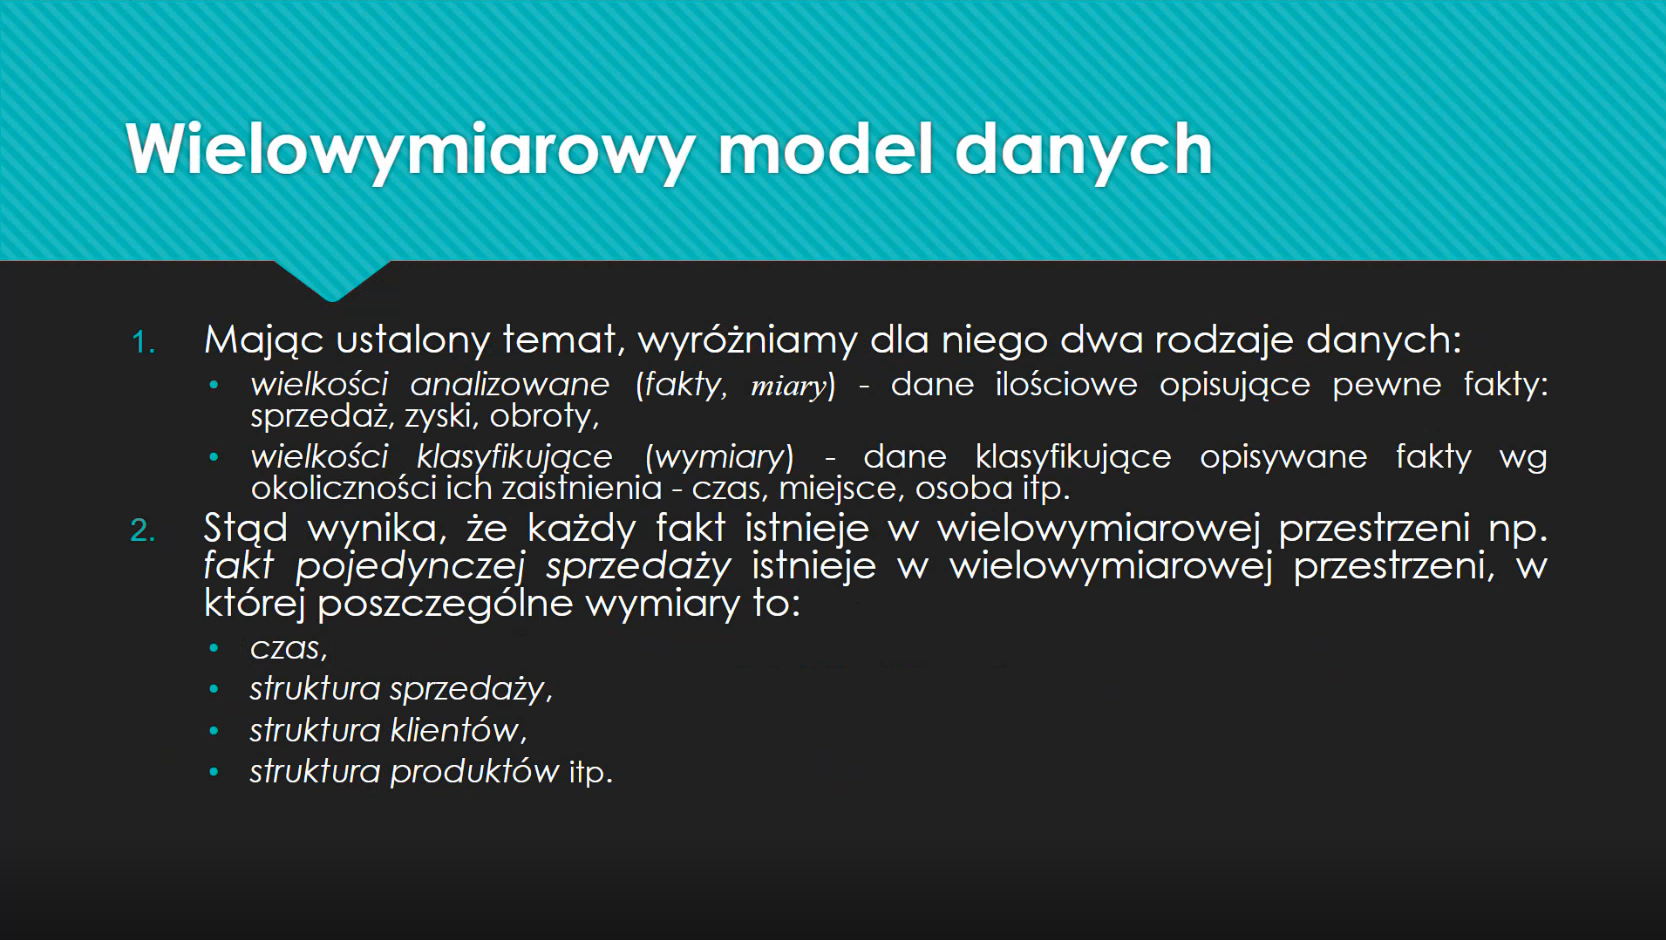 Wielowymiarowy model danych
1. Mając ustalony temat, wyróżniamy dla niego dwa rodzaje danych:
• wielkości analizowane (fakty, miary) - dane ilościowe opisujące pewne fakty:
sprzedaż, zyski, obroty,
• wielkości klasyfikujące (wymiary) - dane klasyfikujące opisywane fakty wg
okoliczności ich zaistnienia - czas, miejsce, osoba itp.
2. Stąd wynika, że każdy fakt istnieje w wielowymiarowej przestrzeni np.
fakt pojedynczej sprzedaży istnieje w wielowymiarowej przestrzeni, w
której poszczególne wymiary to:
• czas,
• struktura sprzedaży,
• struktura klientów,
• struktura produktów itp.